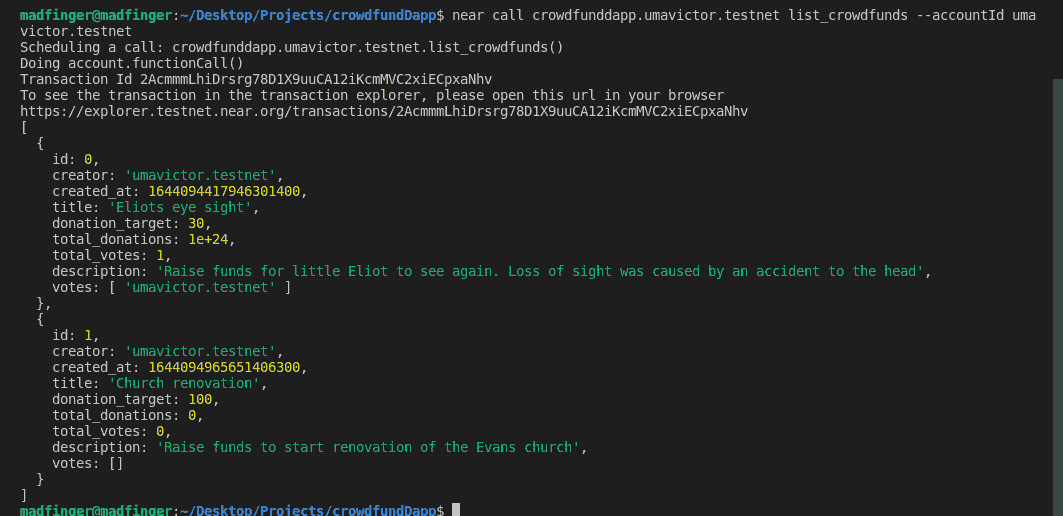 madfinger@madfinger:~/Desktop/Projects/crowdfundDapp$ near call crowdfunddapp.umavictor.testnet list_crowdfunds --accountId uma
victor.testnet
Scheduling a call: crowdfunddapp.umavictor.testnet.list_crowdfunds()
Doing account.functionCall()
Transaction Id 2AcmmmLhiDrsrg78D1X9uuCA12iKcmMVC2xiECpxaNhv
To see the transaction in the transaction explorer, please open this url in your browser
https://explorer.testnet.near.org/transactions/2AcmmmLhiDrsrg78D1X9uuCA12iKcmMVC2xiECpxaNhv
[
  {
    id: 0,
    creator: 'umavictor.testnet',
    created_at: 1644094417946301400,
    title: 'Eliots eye sight',
    donation_target: 30,
    total_donations: 1e+24,
    total_votes: 1,
    description: 'Raise funds for little Eliot to see again. Loss of sight was caused by an accident to the head',
    votes: [ 'umavictor.testnet' ]
  },
  {
    id: 1,
    creator: 'umavictor.testnet',
    created_at: 1644094965651406300,
    title: 'Church renovation',
    donation_target: 100,
    total_donations: 0,
    total_votes: 0,
    description: 'Raise funds to start renovation of the Evans church',
    votes: []
  }
]
madfinger@madfinger:~/Desktop/Projects/crowdfundDapp$